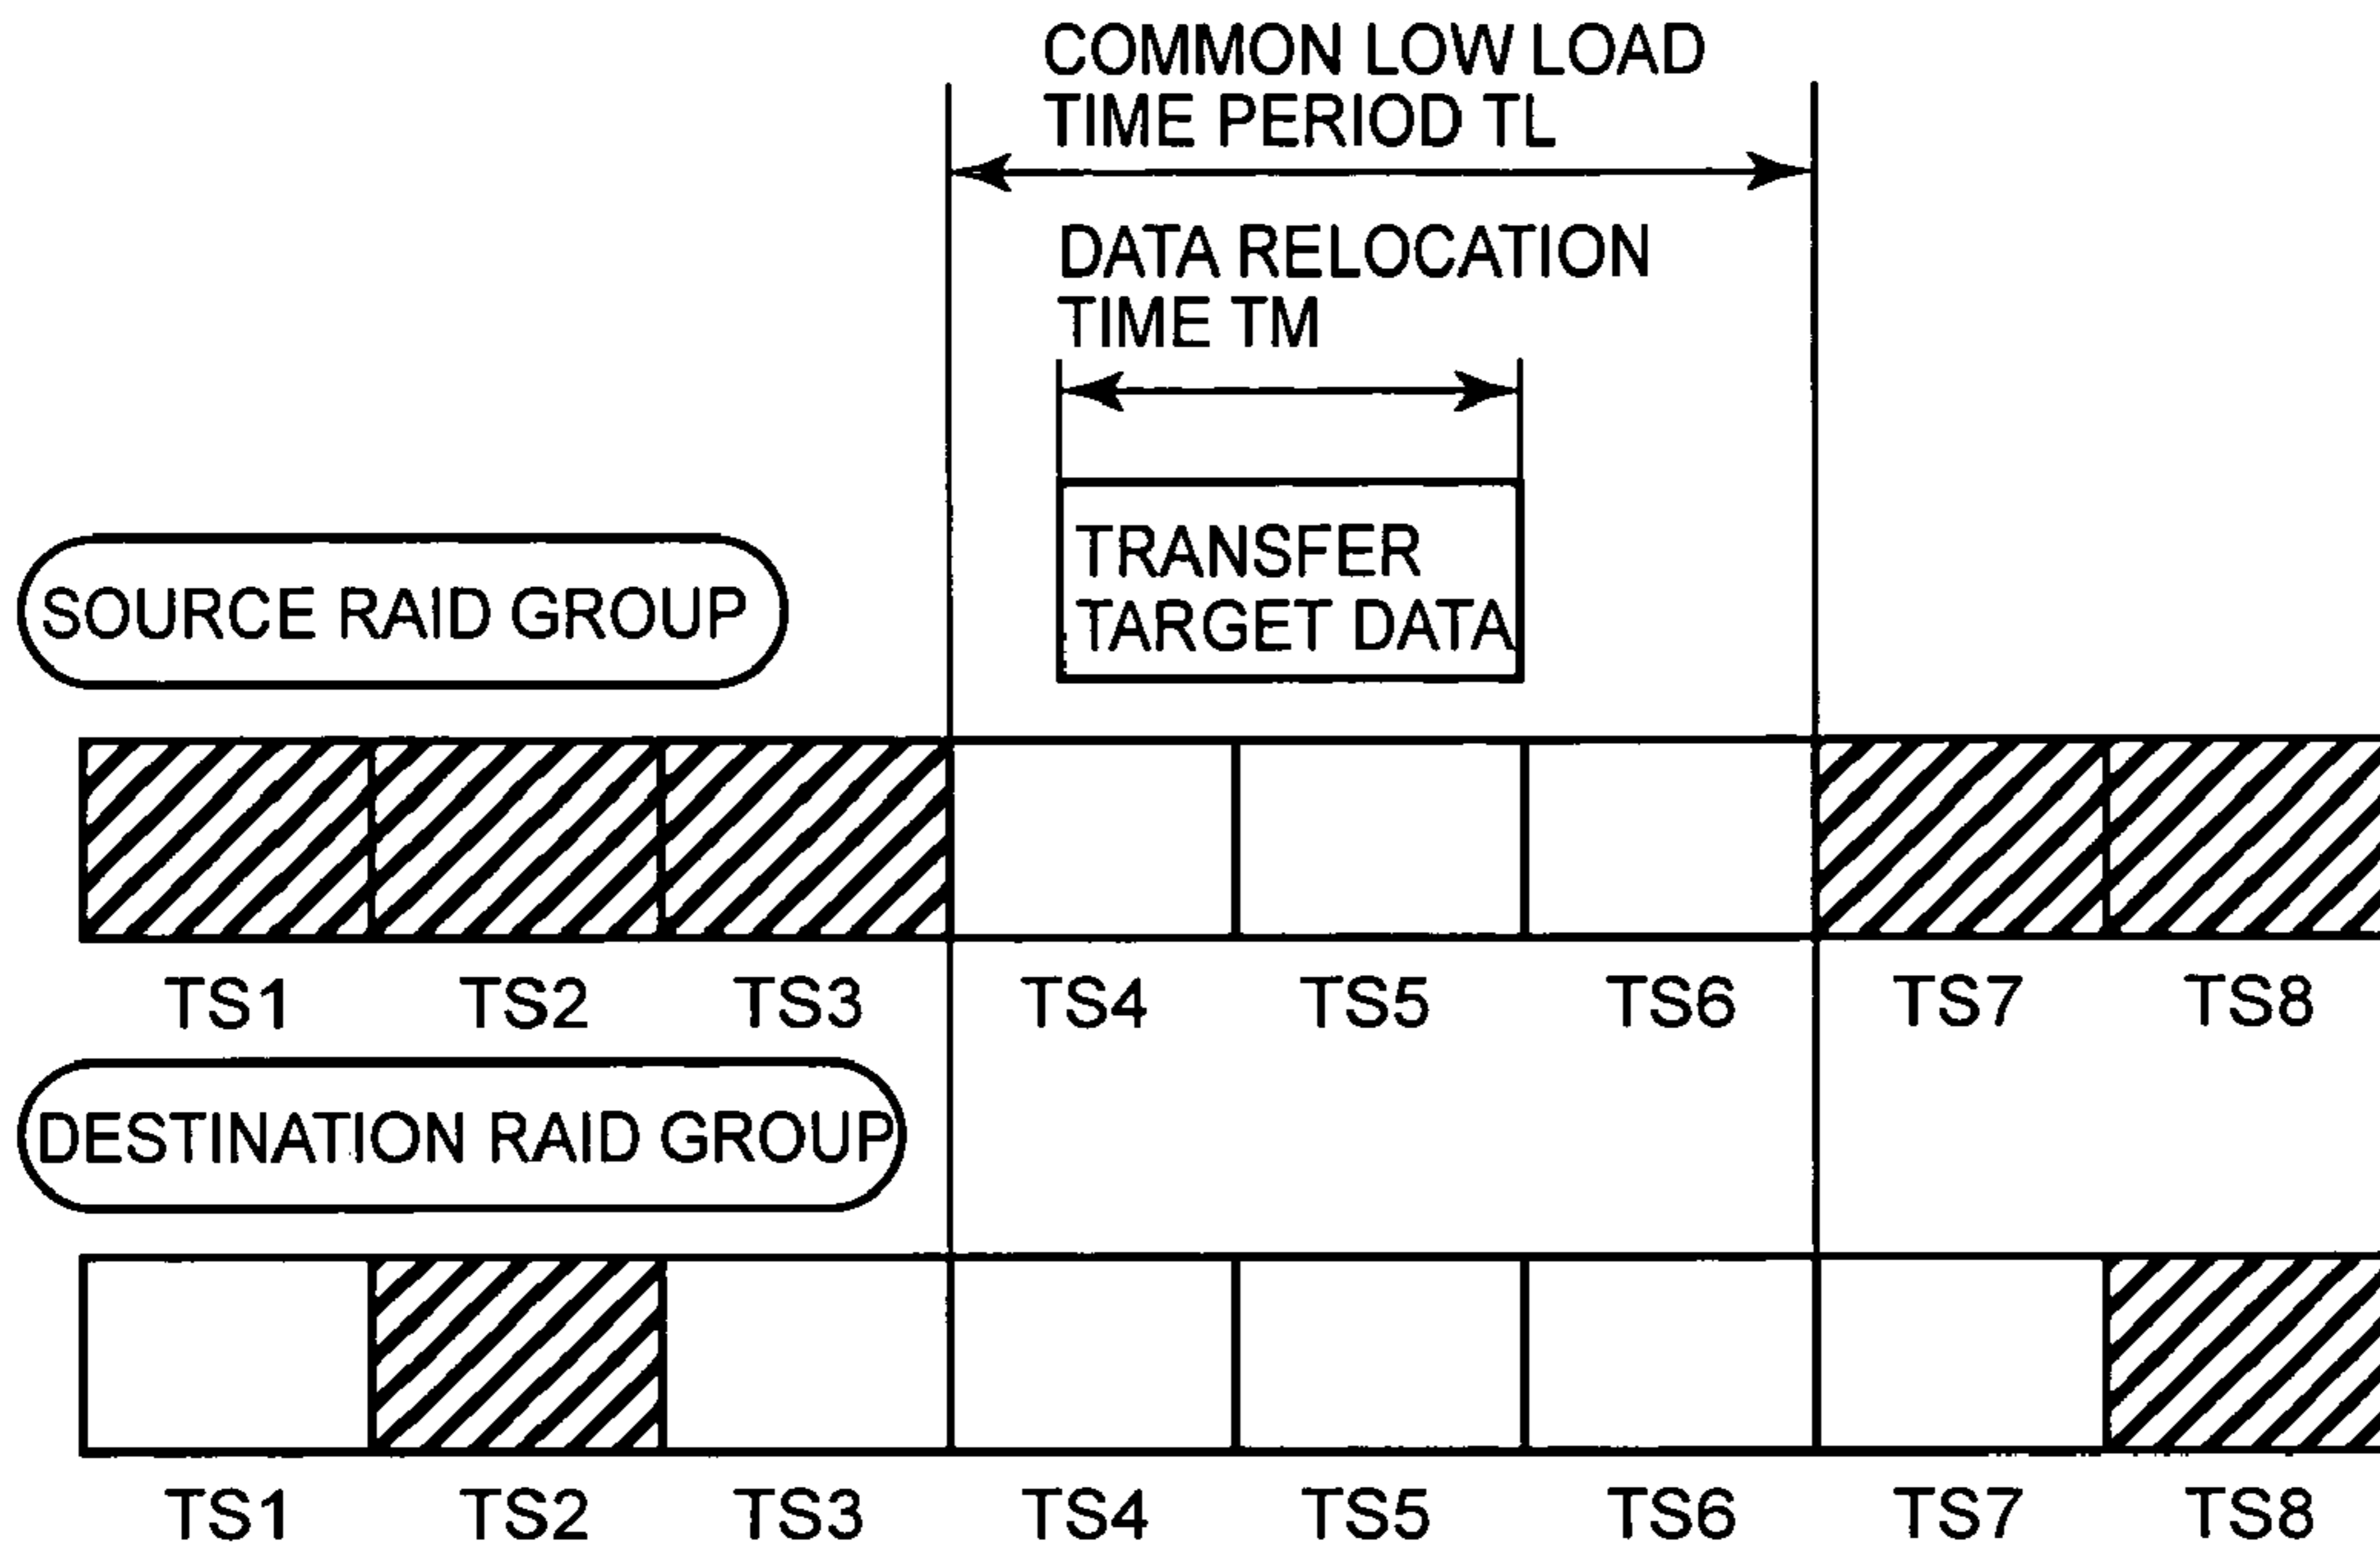 COMMON LOW LOAD
TIME PERIOD TL
DATA RELOCATION
TIME TM
TRANSFER
TARGET DATA
SOURCE RAID GROUP
TS1 TS2 TS3 TS4 TS5 TS6 TS7 TS8
DESTINATION RAID GROUP
TS1 TS2 TS3 TS4 TS5 TS6 TS7 TS8